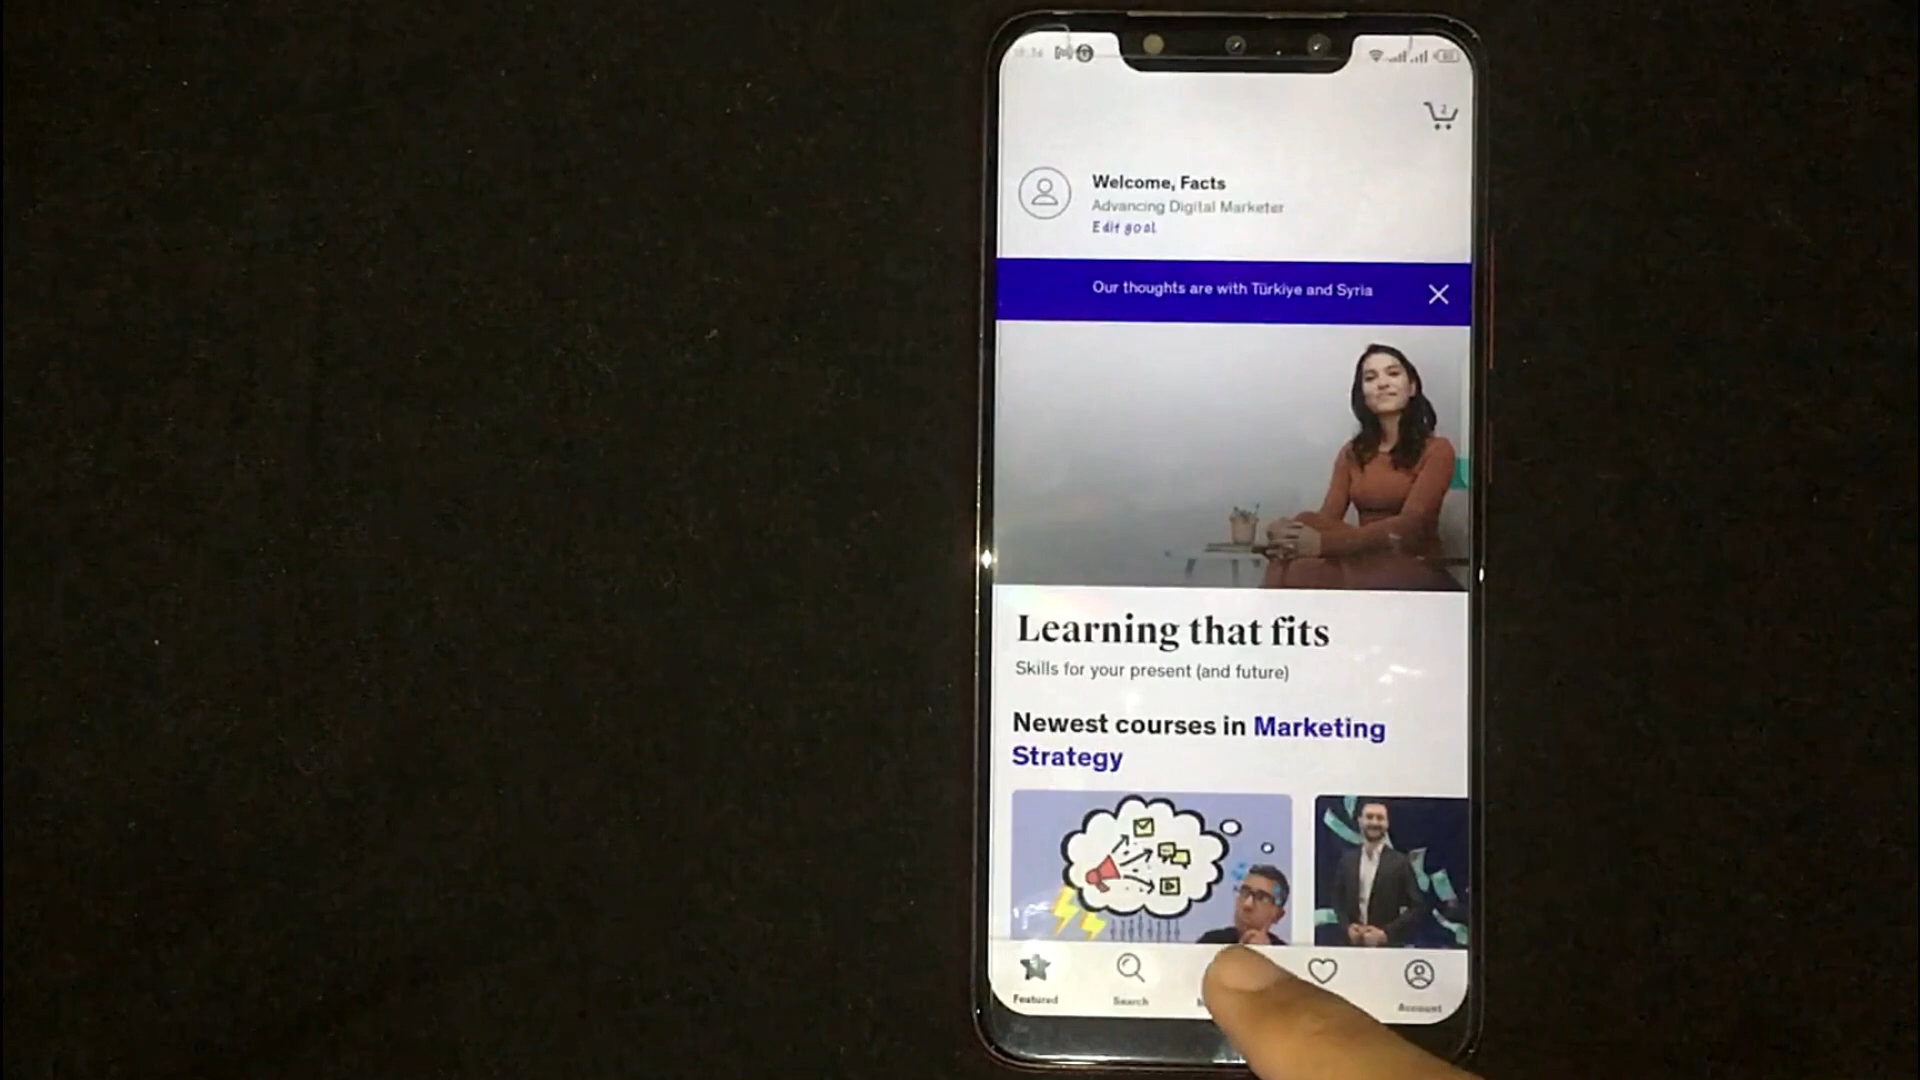 2
Welcome, Facts
Advancing Digital Marketer
Edit goal
Our thoughts are with Türkiye and Syria
Learning that fits
Skills for your present (and future)
Newest courses in Marketing
Strategy
Featured
Search
Account